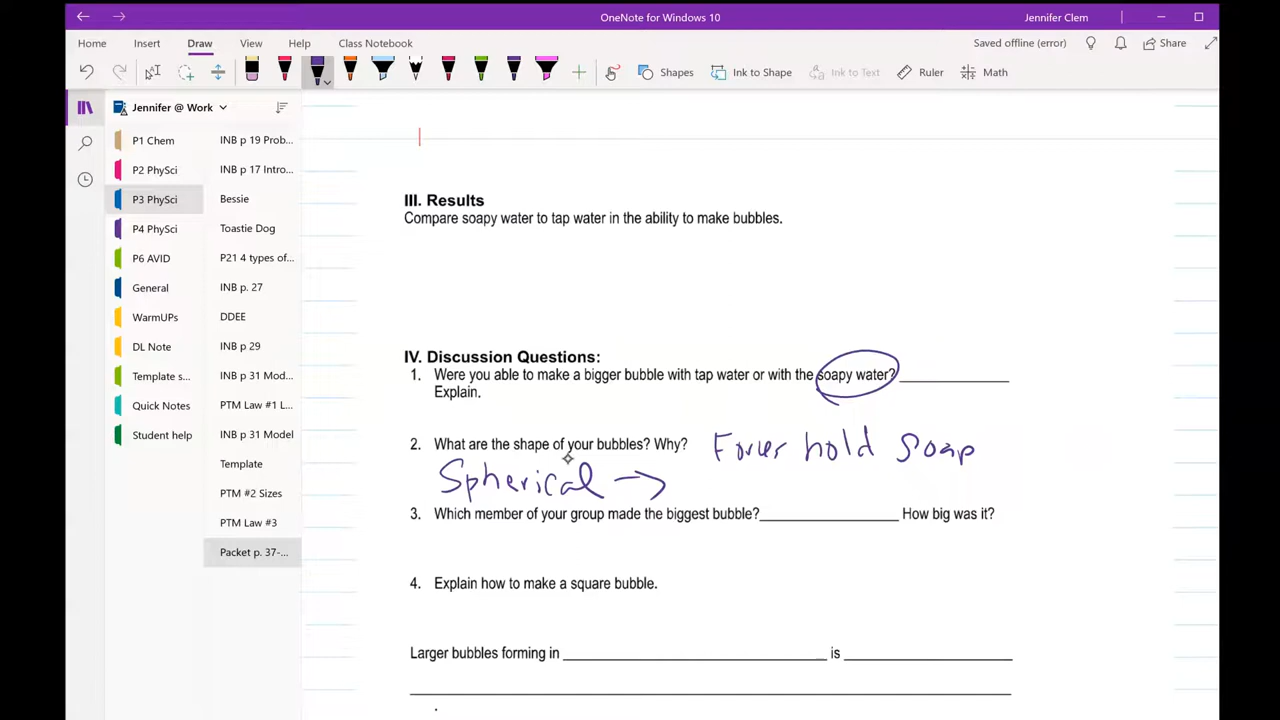 OneNote for Windows 10
Jennifer Clem
Home Insert Draw View Help Class Notebook
Saved offline (error) Share
Shapes Ink to Shape Ink to Text Ruler Math
Jennifer @ Work
P1 Chem
P2 PhySci
P3 PhySci
P4 PhySci
P6 AVID
General
WarmUPs
DL Note
Template s...
Quick Notes
Student help
INB p 19 Prob...
INB p 17 Intro...
Bessie
Toastie Dog
P21 4 types of...
INB p. 27
DDEE
INB p 29
INB p 31 Mod...
PTM Law #1 L...
INB p 31 Model
Template
PTM #2 Sizes
PTM Law #3
Packet p. 37-...
III. Results
Compare soapy water to tap water in the ability to make bubbles.
IV. Discussion Questions:
1. Were you able to make a bigger bubble with tap water or with the soapy water? ______________
Explain.
2. What are the shape of your bubbles? Why? Forces hold soap
Spherical →
3. Which member of your group made the biggest bubble?__________________ How big was it?
4. Explain how to make a square bubble.
Larger bubbles forming in __________________________________ is ______________________
.